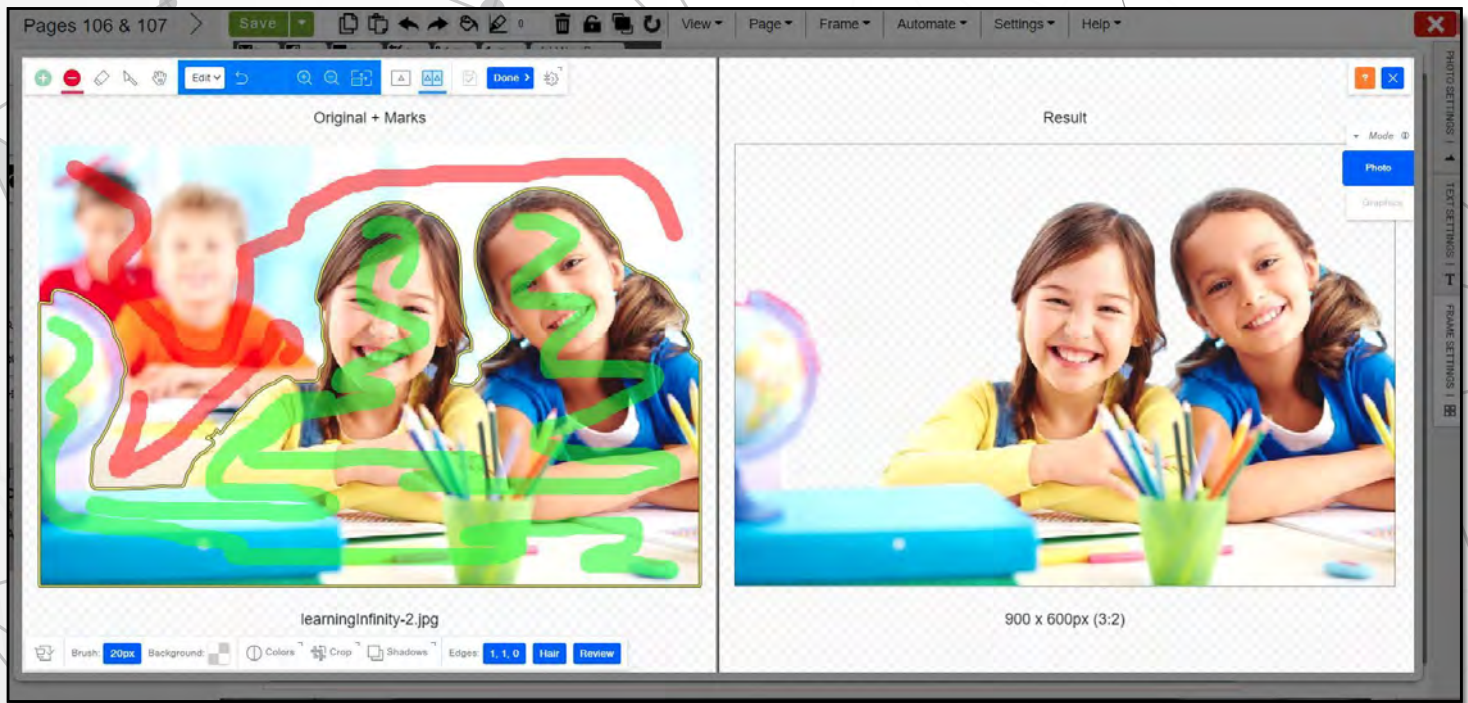 Pages 106 & 107
Save
0
View
Page
Frame
Automate
Settings
Help
Edit
Done
Original + Marks
Result
?
Mode
Photo
Graphics
PHOTO SETTINGS |
TEXT SETTINGS | T
FRAME SETTINGS |
learningInfinity-2.jpg
900 x 600px (3:2)
Brush: 20px Background: Colors Crop Shadows Edges: 1, 1, 0 Hair Review